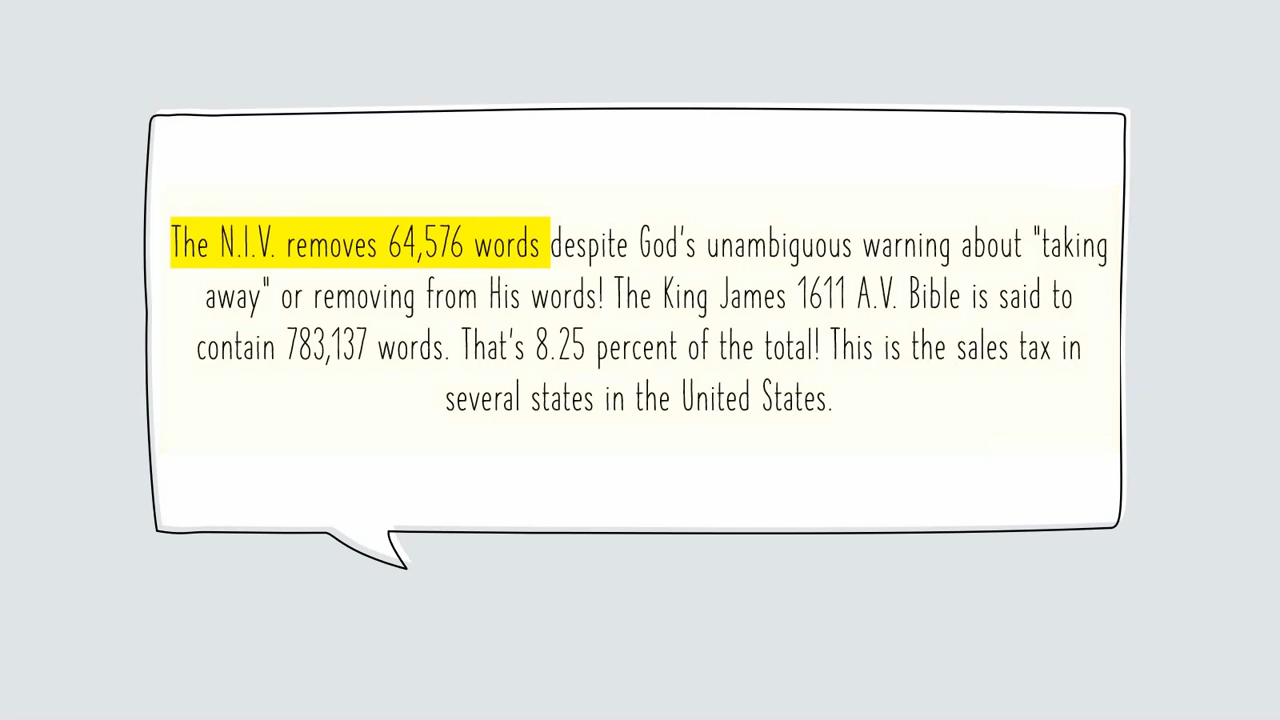 The N.I.V. removes 64,576 words despite God's unambiguous warning about "taking
away" or removing from His words! The King James 1611 A.V. Bible is said to
contain 783,137 words. That's 8.25 percent of the total! This is the sales tax in
several states in the United States.